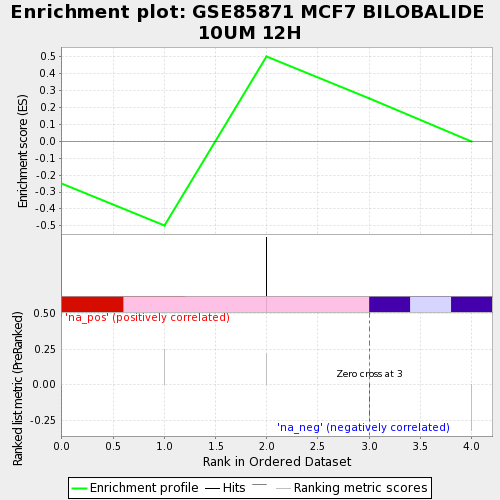 Enrichment plot: GSE85871 MCF7 BILOBALIDE
10UM 12H
Enrichment score (ES)
0.5
0.4
0.3
0.2
0.1
0.0
-0.1
-0.2
-0.3
-0.4
-0.5
Ranked list metric (PreRanked)
0.50
0.25
0.00
-0.25
'na_pos' (positively correlated)
Zero cross at 3
'na_neg' (negatively correlated)
0.0 0.5 1.0 1.5 2.0 2.5 3.0 3.5 4.0
Rank in Ordered Dataset
Enrichment profile Hits Ranking metric scores